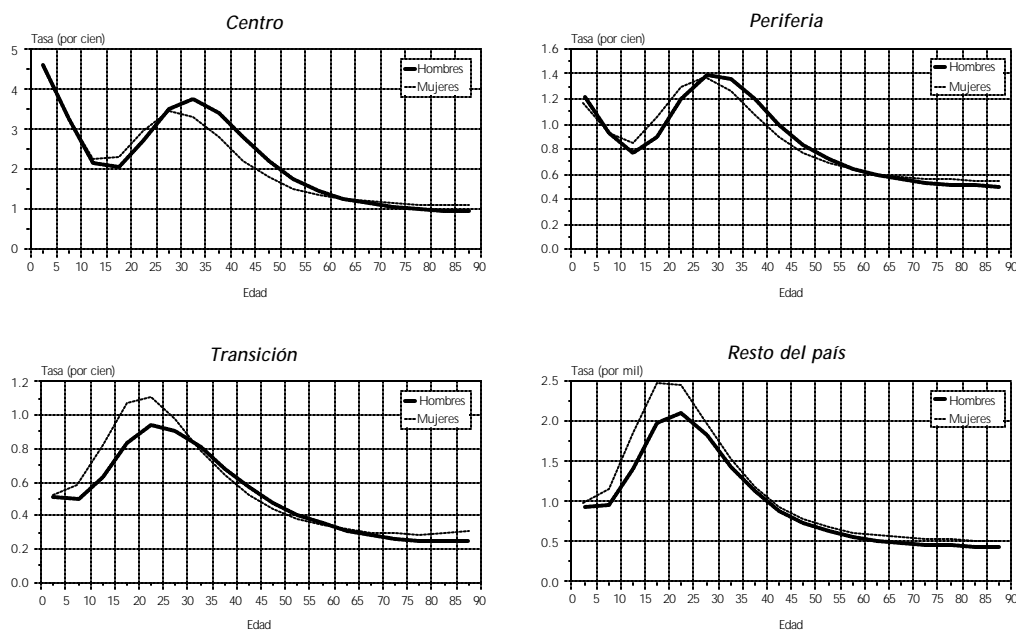 Centro
Tasa (por cien)
5
4
3
2
1
0
0 5 10 15 20 25 30 35 40 45 50 55 60 65 70 75 80 85 90
Edad
Hombres
Mujeres
Periferia
Tasa (por cien)
1.6
1.4
1.2
1.0
0.8
0.6
0.4
0.2
0.0
0 5 10 15 20 25 30 35 40 45 50 55 60 65 70 75 80 85 90
Edad
Hombres
Mujeres
Transición
Tasa (por cien)
1.2
1.0
0.8
0.6
0.4
0.2
0.0
0 5 10 15 20 25 30 35 40 45 50 55 60 65 70 75 80 85 90
Edad
Hombres
Mujeres
Resto del país
Tasa (por mil)
2.5
2.0
1.5
1.0
0.5
0.0
0 5 10 15 20 25 30 35 40 45 50 55 60 65 70 75 80 85 90
Edad
Hombres
Mujeres